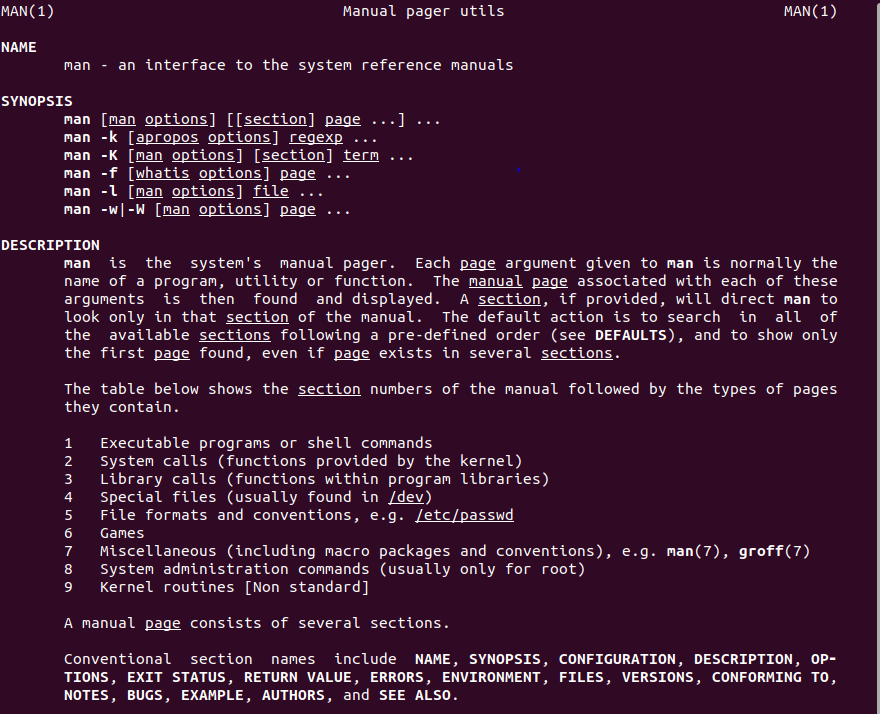 MAN(1) Manual pager utils MAN(1)
NAME
man - an interface to the system reference manuals
SYNOPSIS
man [man options] [[section] page ...] ...
man -k [apropos options] regexp ...
man -K [man options] [section] term ...
man -f [whatis options] page ...
man -l [man options] file ...
man -w|-W [man options] page ...
DESCRIPTION
man is the system's manual pager. Each page argument given to man is normally the
name of a program, utility or function. The manual page associated with each of these
arguments is then found and displayed. A section, if provided, will direct man to
look only in that section of the manual. The default action is to search in all of
the available sections following a pre-defined order (see DEFAULTS), and to show only
the first page found, even if page exists in several sections.
The table below shows the section numbers of the manual followed by the types of pages
they contain.
1 Executable programs or shell commands
2 System calls (functions provided by the kernel)
3 Library calls (functions within program libraries)
4 Special files (usually found in /dev)
5 File formats and conventions, e.g. /etc/passwd
6 Games
7 Miscellaneous (including macro packages and conventions), e.g. man(7), groff(7)
8 System administration commands (usually only for root)
9 Kernel routines [Non standard]
A manual page consists of several sections.
Conventional section names include NAME, SYNOPSIS, CONFIGURATION, DESCRIPTION, OP-
TIONS, EXIT STATUS, RETURN VALUE, ERRORS, ENVIRONMENT, FILES, VERSIONS, CONFORMING TO,
NOTES, BUGS, EXAMPLE, AUTHORS, and SEE ALSO.